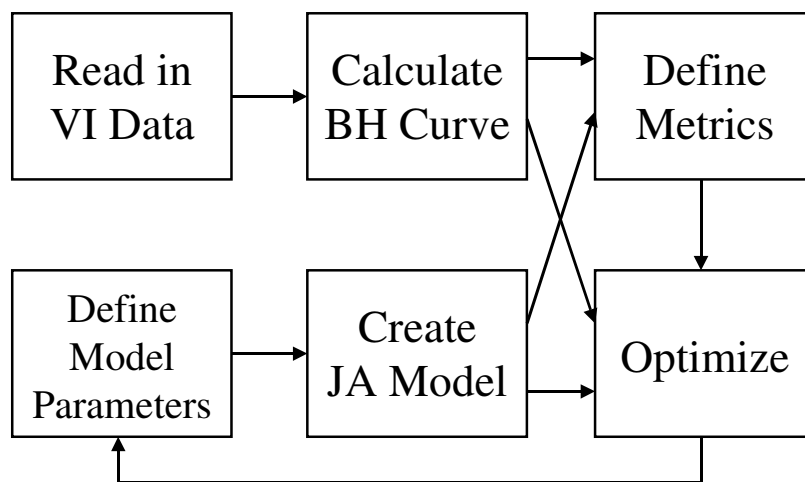 Read in
VI Data
Calculate
BH Curve
Define
Metrics
Define
Model
Parameters
Create
JA Model
Optimize